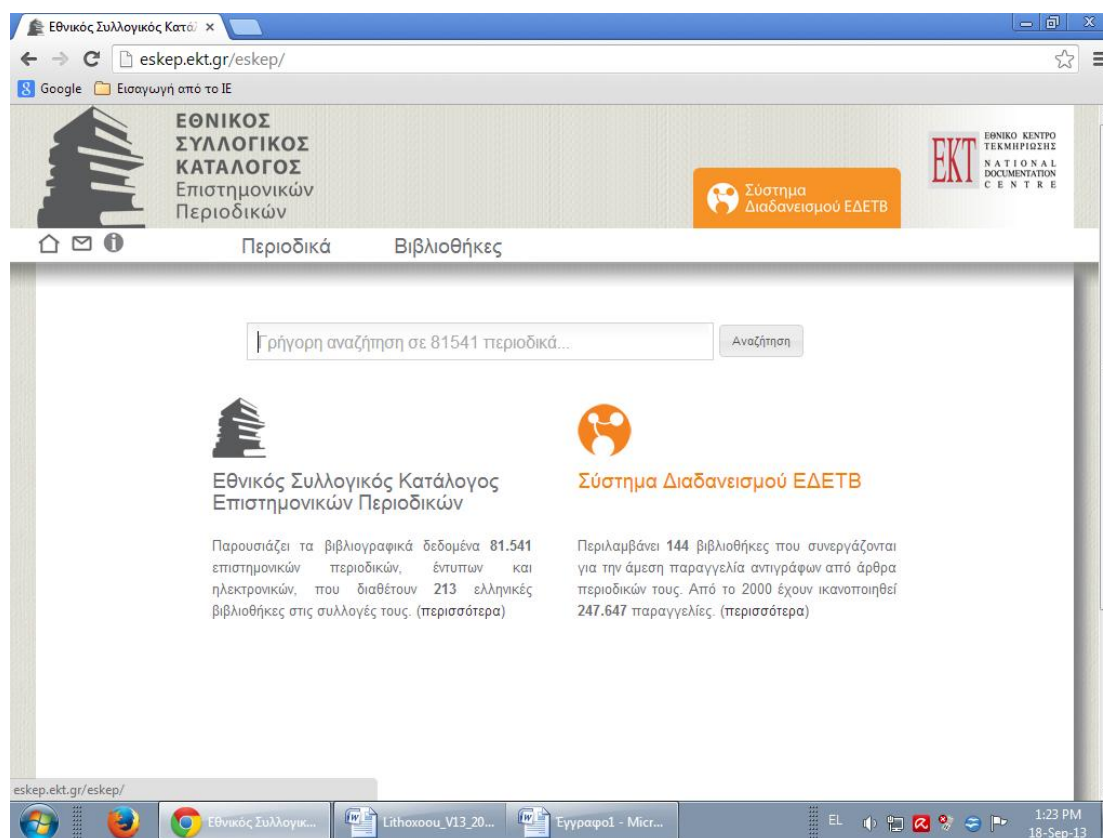 Εθνικός Συλλογικός Κατά
eskep.ekt.gr/eskep/
Google Εισαγωγή από το IE
ΕΘΝΙΚΟΣ
ΣΥΛΛΟΓΙΚΟΣ
ΚΑΤΑΛΟΓΟΣ
Επιστημονικών
Περιοδικών
Σύστημα
Διαδανεισμού ΕΔΕΤΒ
EKT
ΕΘΝΙΚΟ ΚΕΝΤΡΟ
ΤΕΚΜΗΡΙΩΣΗΣ
NATIONAL
DOCUMENTATION
CENTRE
Περιοδικά Βιβλιοθήκες
Γρήγορη αναζήτηση σε 81541 περιοδικά... Αναζήτηση
Εθνικός Συλλογικός Κατάλογος
Επιστημονικών Περιοδικών
Παρουσιάζει τα βιβλιογραφικά δεδομένα 81.541
επιστημονικών περιοδικών, έντυπων και
ηλεκτρονικών, που διαθέτουν 213 ελληνικές
βιβλιοθήκες στις συλλογές τους. (περισσότερα)
Σύστημα Διαδανεισμού ΕΔΕΤΒ
Περιλαμβάνει 144 βιβλιοθήκες που συνεργάζονται
για την άμεση παραγγελία αντιγράφων από άρθρα
περιοδικών τους. Από το 2000 έχουν ικανοποιηθεί
247.647 παραγγελίες. (περισσότερα)
eskep.ekt.gr/eskep/
Εθνικός Συλλογικ... Lithoxoou_V13_20... Έγγραφο1 - Micr... EL 1:23 PM
18-Sep-13